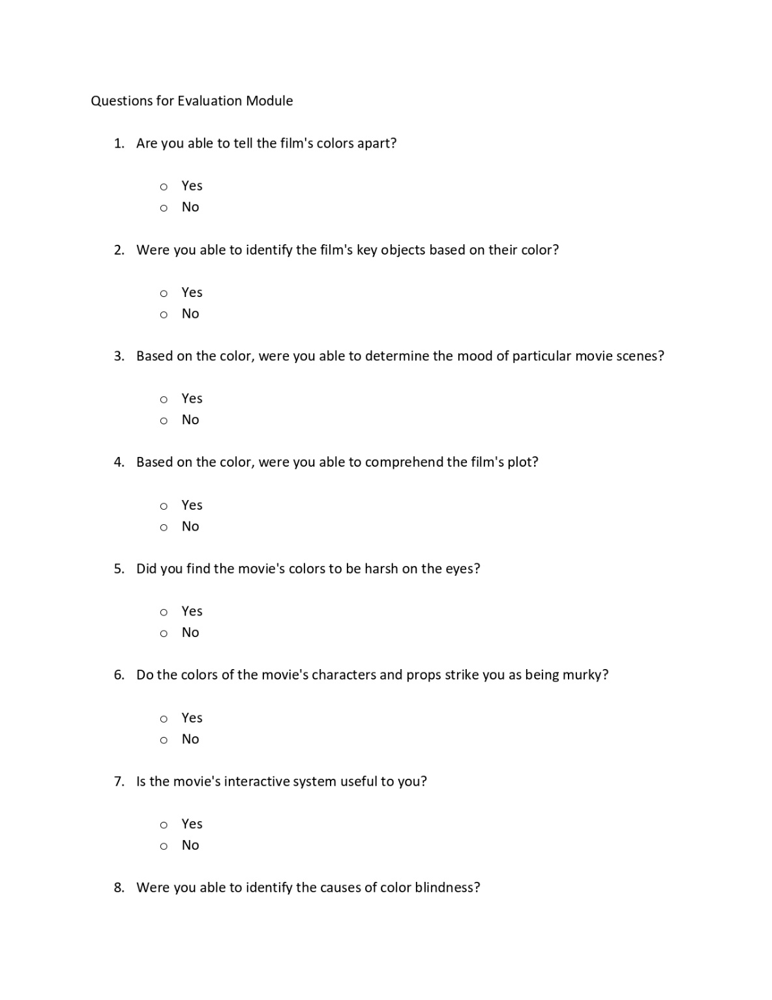 Questions for Evaluation Module
1. Are you able to tell the film's colors apart?
o Yes
o No
2. Were you able to identify the film's key objects based on their color?
o Yes
o No
3. Based on the color, were you able to determine the mood of particular movie scenes?
o Yes
o No
4. Based on the color, were you able to comprehend the film's plot?
o Yes
o No
5. Did you find the movie's colors to be harsh on the eyes?
o Yes
o No
6. Do the colors of the movie's characters and props strike you as being murky?
o Yes
o No
7. Is the movie's interactive system useful to you?
o Yes
o No
8. Were you able to identify the causes of color blindness?